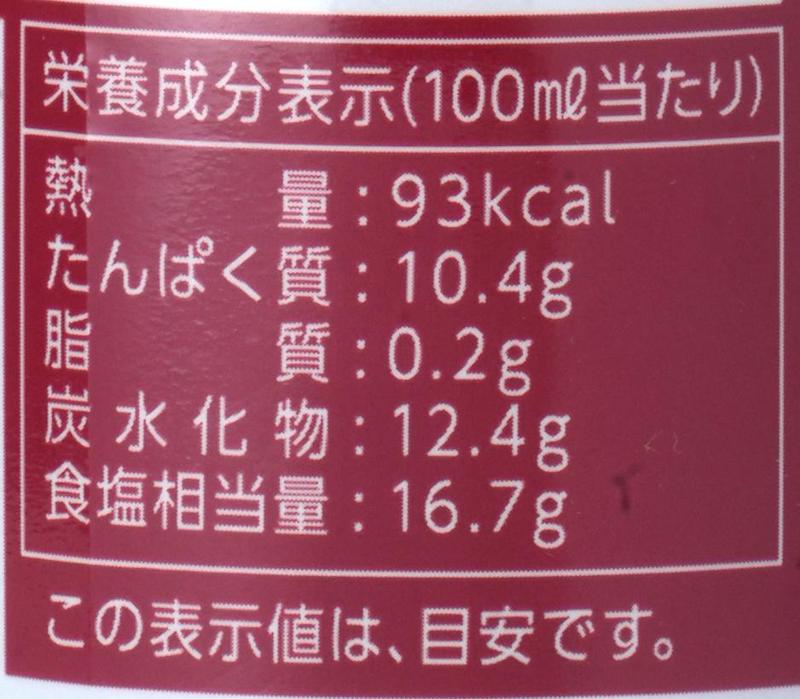 栄養成分表示(100㎖当たり)
熱量:93kcal
たんぱく質:10.4g
脂質:0.2g
炭水化物:12.4g
食塩相当量:16.7g
この表示値は、目安です。